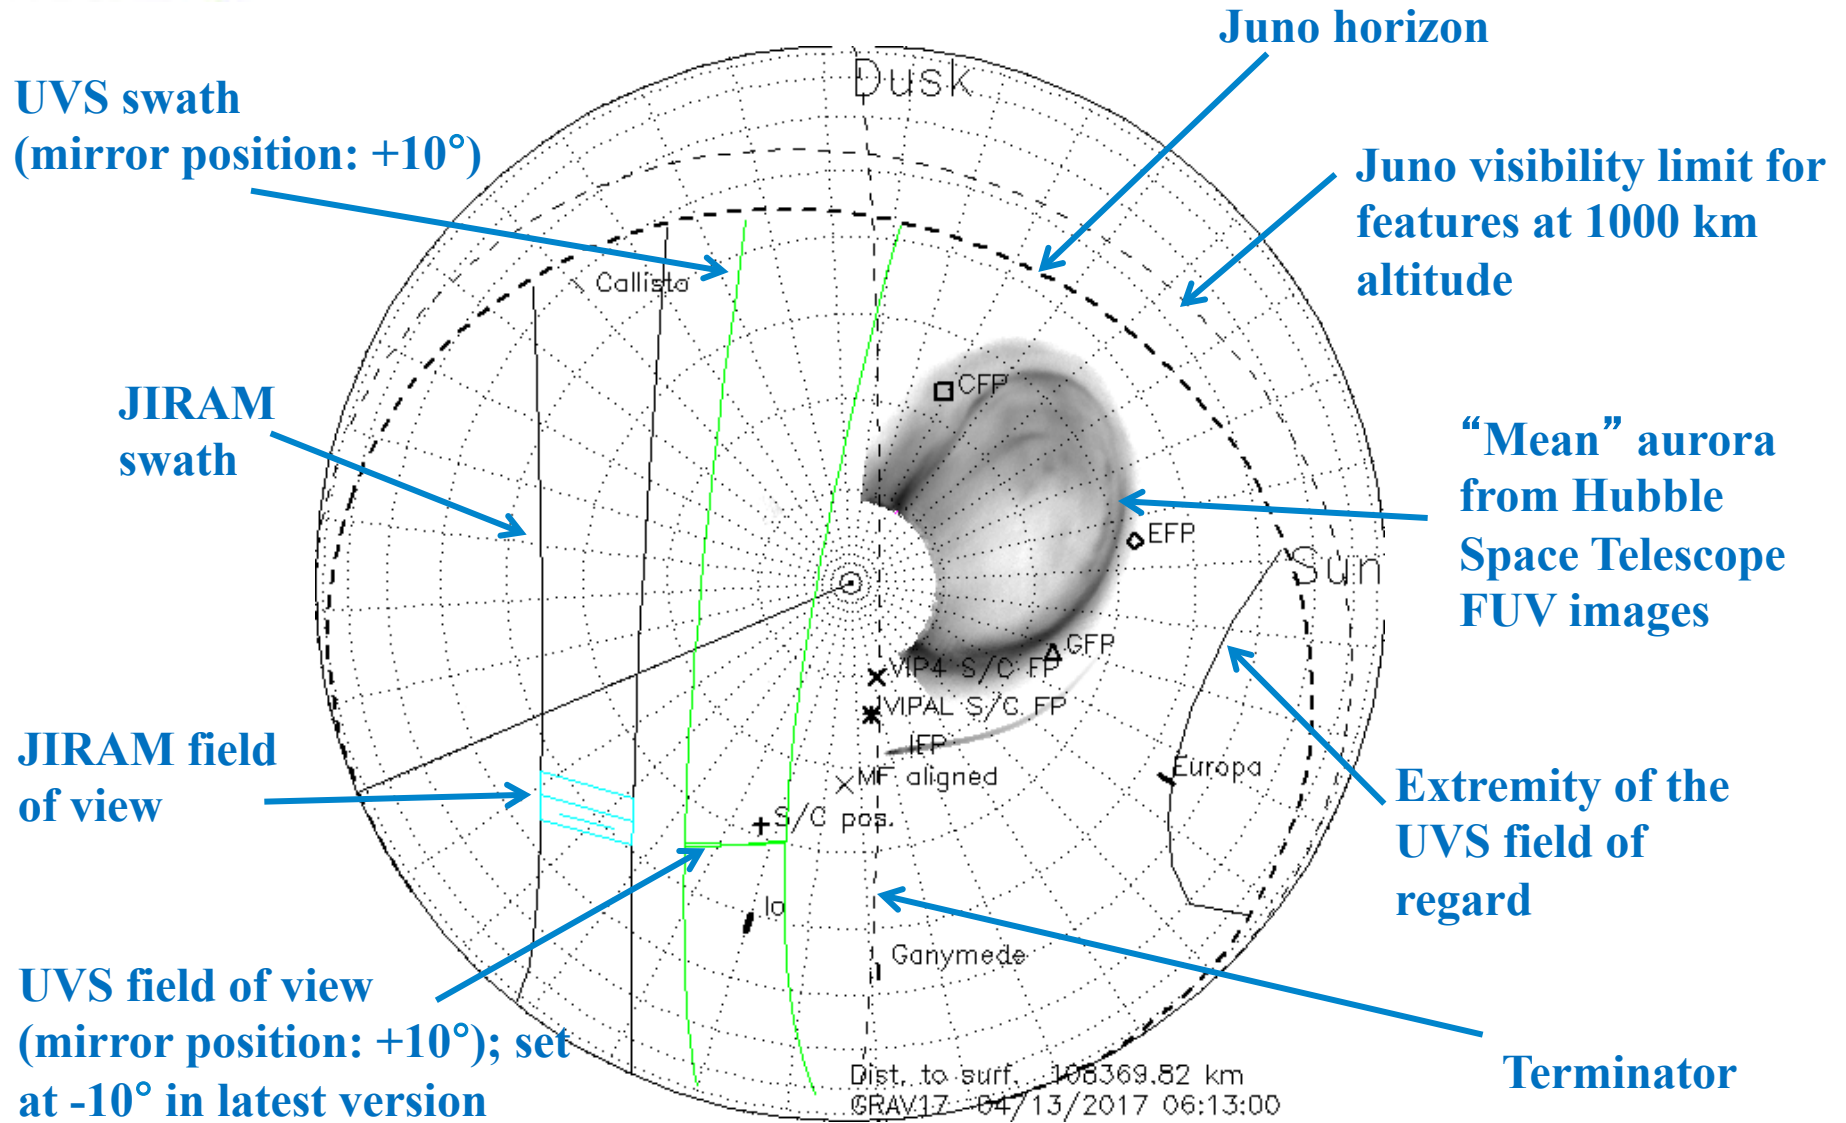 Juno horizon
Dusk
UVS swath
(mirror position: +10°)
Juno visibility limit for
features at 1000 km
altitude
Callisto
JIRAM
swath
CFP
“Mean” aurora
from Hubble
Space Telescope
FUV images
EFP
Sun
GFP
VIP4 S/C FP
VIPAL S/C FP
IFP
JIRAM field
of view
MF aligned
Europa
S/C pos.
Extremity of the
UVS field of
regard
Io
Ganymede
UVS field of view
(mirror position: +10°); set
at -10° in latest version
Terminator
Dist. to surf. 108369.82 km
GRAV17 04/13/2017 06:13:00